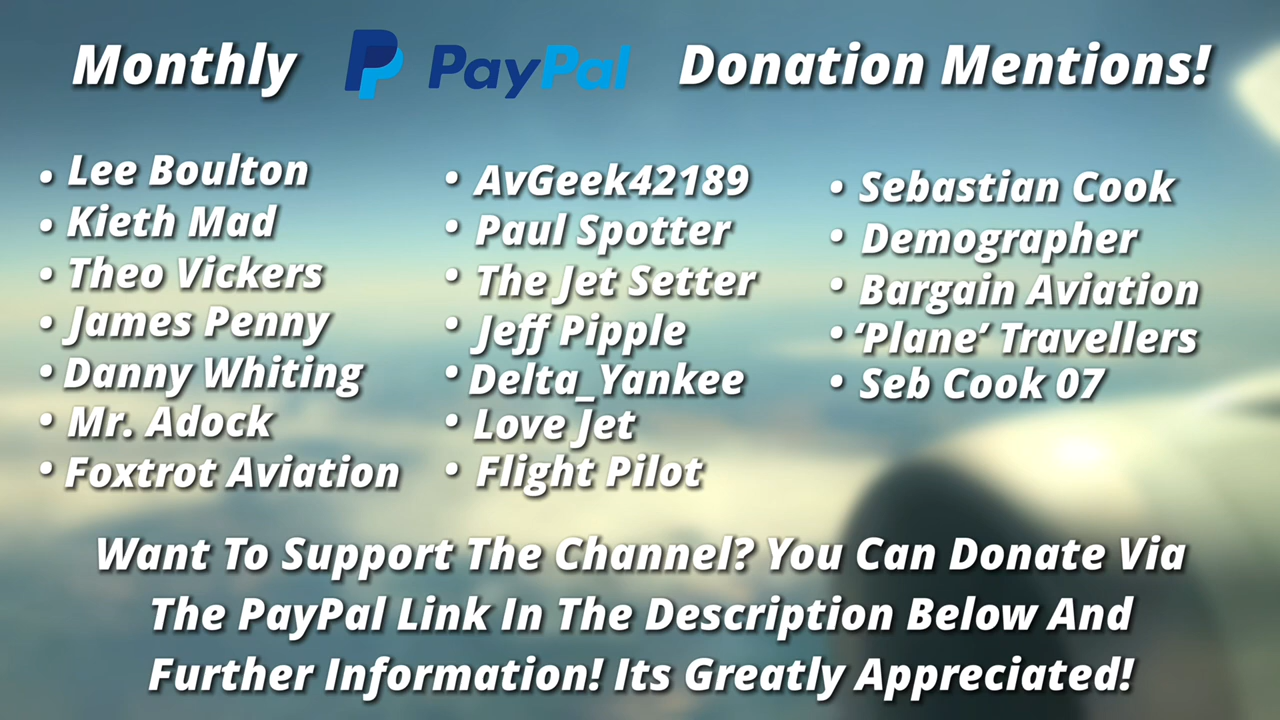 Monthly PayPal Donation Mentions!
• Lee Boulton
• Kieth Mad
• Theo Vickers
• James Penny
• Danny Whiting
• Mr. Adock
• Foxtrot Aviation
• AvGeek42189
• Paul Spotter
• The Jet Setter
• Jeff Pipple
• Delta_Yankee
• Love Jet
• Flight Pilot
• Sebastian Cook
• Demographer
• Bargain Aviation
• ‘Plane’ Travellers
• Seb Cook 07
Want To Support The Channel? You Can Donate Via
The PayPal Link In The Description Below And
Further Information! Its Greatly Appreciated!